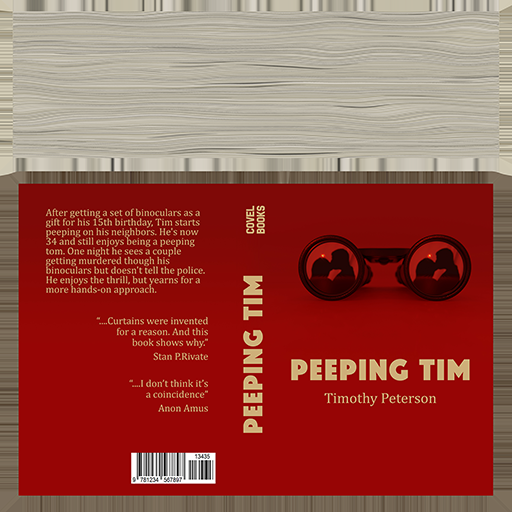 After getting a set of binoculars as a
gift for his 15th birthday, Tim starts
peeping on his neighbors. He's now
34 and still enjoys being a peeping
tom. One night he sees a couple
getting murdered though his
binoculars but doesn't tell the police.
He enjoys the thrill, but yearns for a
more hands-on approach.
"....Curtains were invented
for a reason. And this
book shows why."
Stan P.Rivate
"....I don't think it's
a coincidence"
Anon Amus
13435
9 781234 567897
COVEL
BOOKS
PEEPING TIM
PEEPING TIM
Timothy Peterson